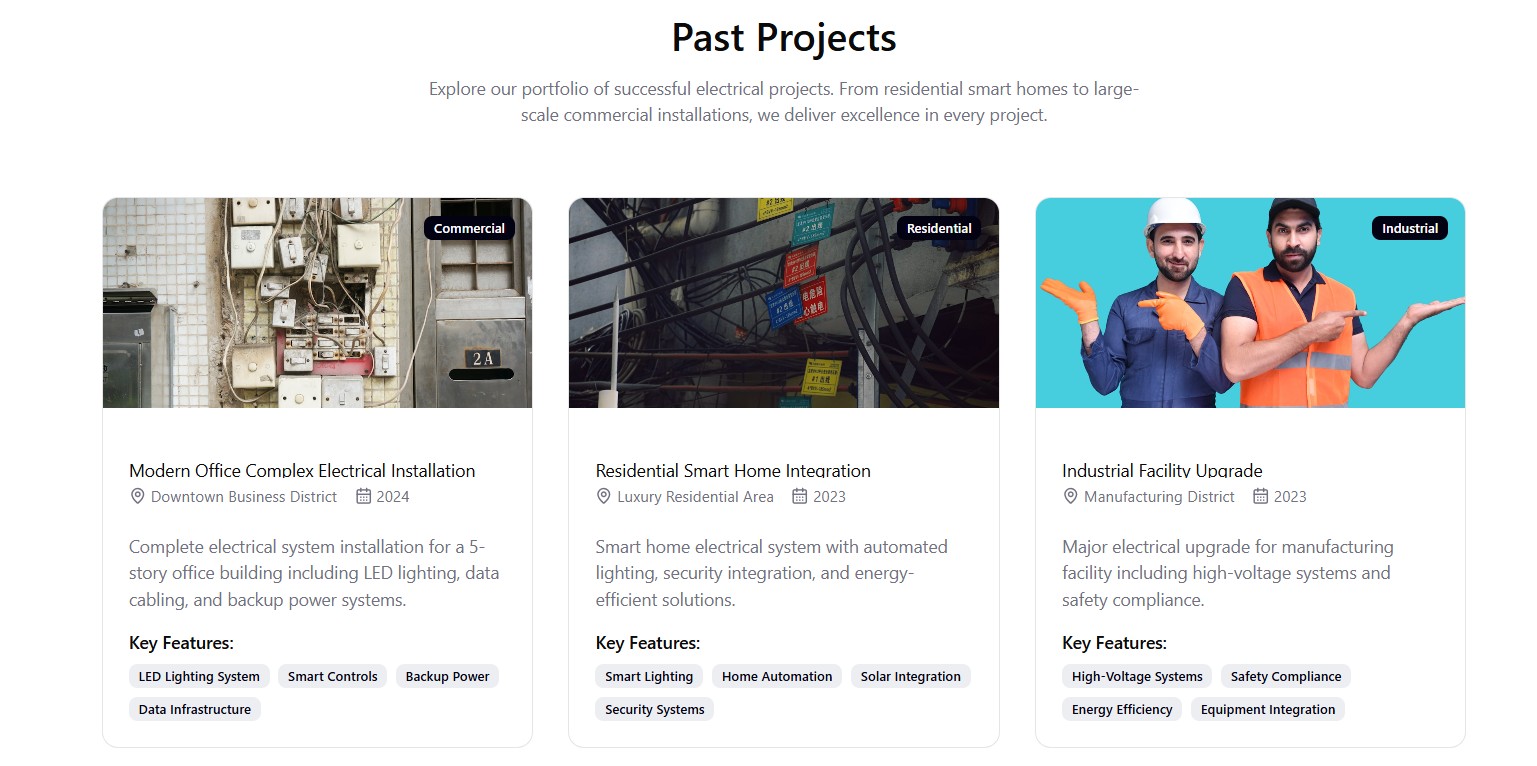 Past Projects
Explore our portfolio of successful electrical projects. From residential smart homes to large-
scale commercial installations, we deliver excellence in every project.
Commercial
2A
Modern Office Complex Electrical Installation
Downtown Business District 2024
Complete electrical system installation for a 5-
story office building including LED lighting, data
cabling, and backup power systems.
Key Features:
LED Lighting System Smart Controls Backup Power
Data Infrastructure
Residential
Residential Smart Home Integration
Luxury Residential Area 2023
Smart home electrical system with automated
lighting, security integration, and energy-
efficient solutions.
Key Features:
Smart Lighting Home Automation Solar Integration
Security Systems
Industrial
Industrial Facility Upgrade
Manufacturing District 2023
Major electrical upgrade for manufacturing
facility including high-voltage systems and
safety compliance.
Key Features:
High-Voltage Systems Safety Compliance
Energy Efficiency Equipment Integration